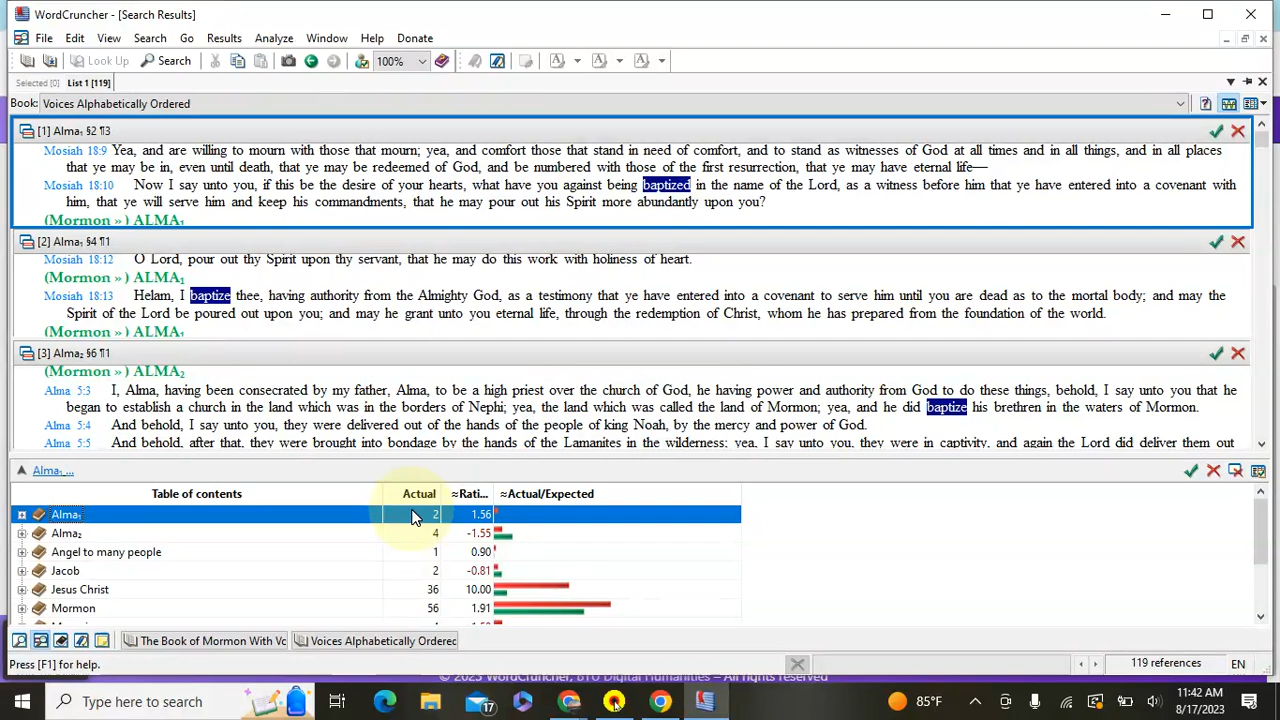 WordCruncher - [Search Results]
File Edit View Search Go Results Analyze Window Help Donate
Look Up Search 100%
Selected [0] List 1 [119]
Book: Voices Alphabetically Ordered
[1] Alma₁ §2 ¶3
Mosiah 18:9 Yea, and are willing to mourn with those that mourn; yea, and comfort those that stand in need of comfort, and to stand as witnesses of God at all times and in all things, and in all places
that ye may be in, even until death, that ye may be redeemed of God, and be numbered with those of the first resurrection, that ye may have eternal life—
Mosiah 18:10 Now I say unto you, if this be the desire of your hearts, what have you against being baptized in the name of the Lord, as a witness before him that ye have entered into a covenant with
him, that ye will serve him and keep his commandments, that he may pour out his Spirit more abundantly upon you?
(Mormon » ) ALMA₁
[2] Alma₁ §4 ¶1
Mosiah 18:12 O Lord, pour out thy Spirit upon thy servant, that he may do this work with holiness of heart.
(Mormon » ) ALMA₁
Mosiah 18:13 Helam, I baptize thee, having authority from the Almighty God, as a testimony that ye have entered into a covenant to serve him until you are dead as to the mortal body; and may the
Spirit of the Lord be poured out upon you; and may he grant unto you eternal life, through the redemption of Christ, whom he has prepared from the foundation of the world.
(Mormon » ) ALMA₁
[3] Alma₂ §6 ¶1
(Mormon » ) ALMA₂
Alma 5:3 I, Alma, having been consecrated by my father, Alma, to be a high priest over the church of God, he having power and authority from God to do these things, behold, I say unto you that he
began to establish a church in the land which was in the borders of Nephi; yea, the land which was called the land of Mormon; yea, and he did baptize his brethren in the waters of Mormon.
Alma 5:4 And behold, I say unto you, they were delivered out of the hands of the people of king Noah, by the mercy and power of God.
Alma 5:5 And behold, after that, they were brought into bondage by the hands of the Lamanites in the wilderness; yea, I say unto you, they were in captivity, and again the Lord did deliver them out
Alma₁ ...
Table of contents Actual ≈Rati... ≈Actual/Expected
Alma₁ 2 1.56
Alma₂ 4 -1.55
Angel to many people 1 0.90
Jacob 2 -0.81
Jesus Christ 36 10.00
Mormon 56 1.91
The Book of Mormon With Vo Voices Alphabetically Orderec
Press [F1] for help. 119 references EN
© 2023 WordCruncher, BYU Digital Humanities – All rights reserved
Type here to search 17 85°F 11:42 AM
8/17/2023